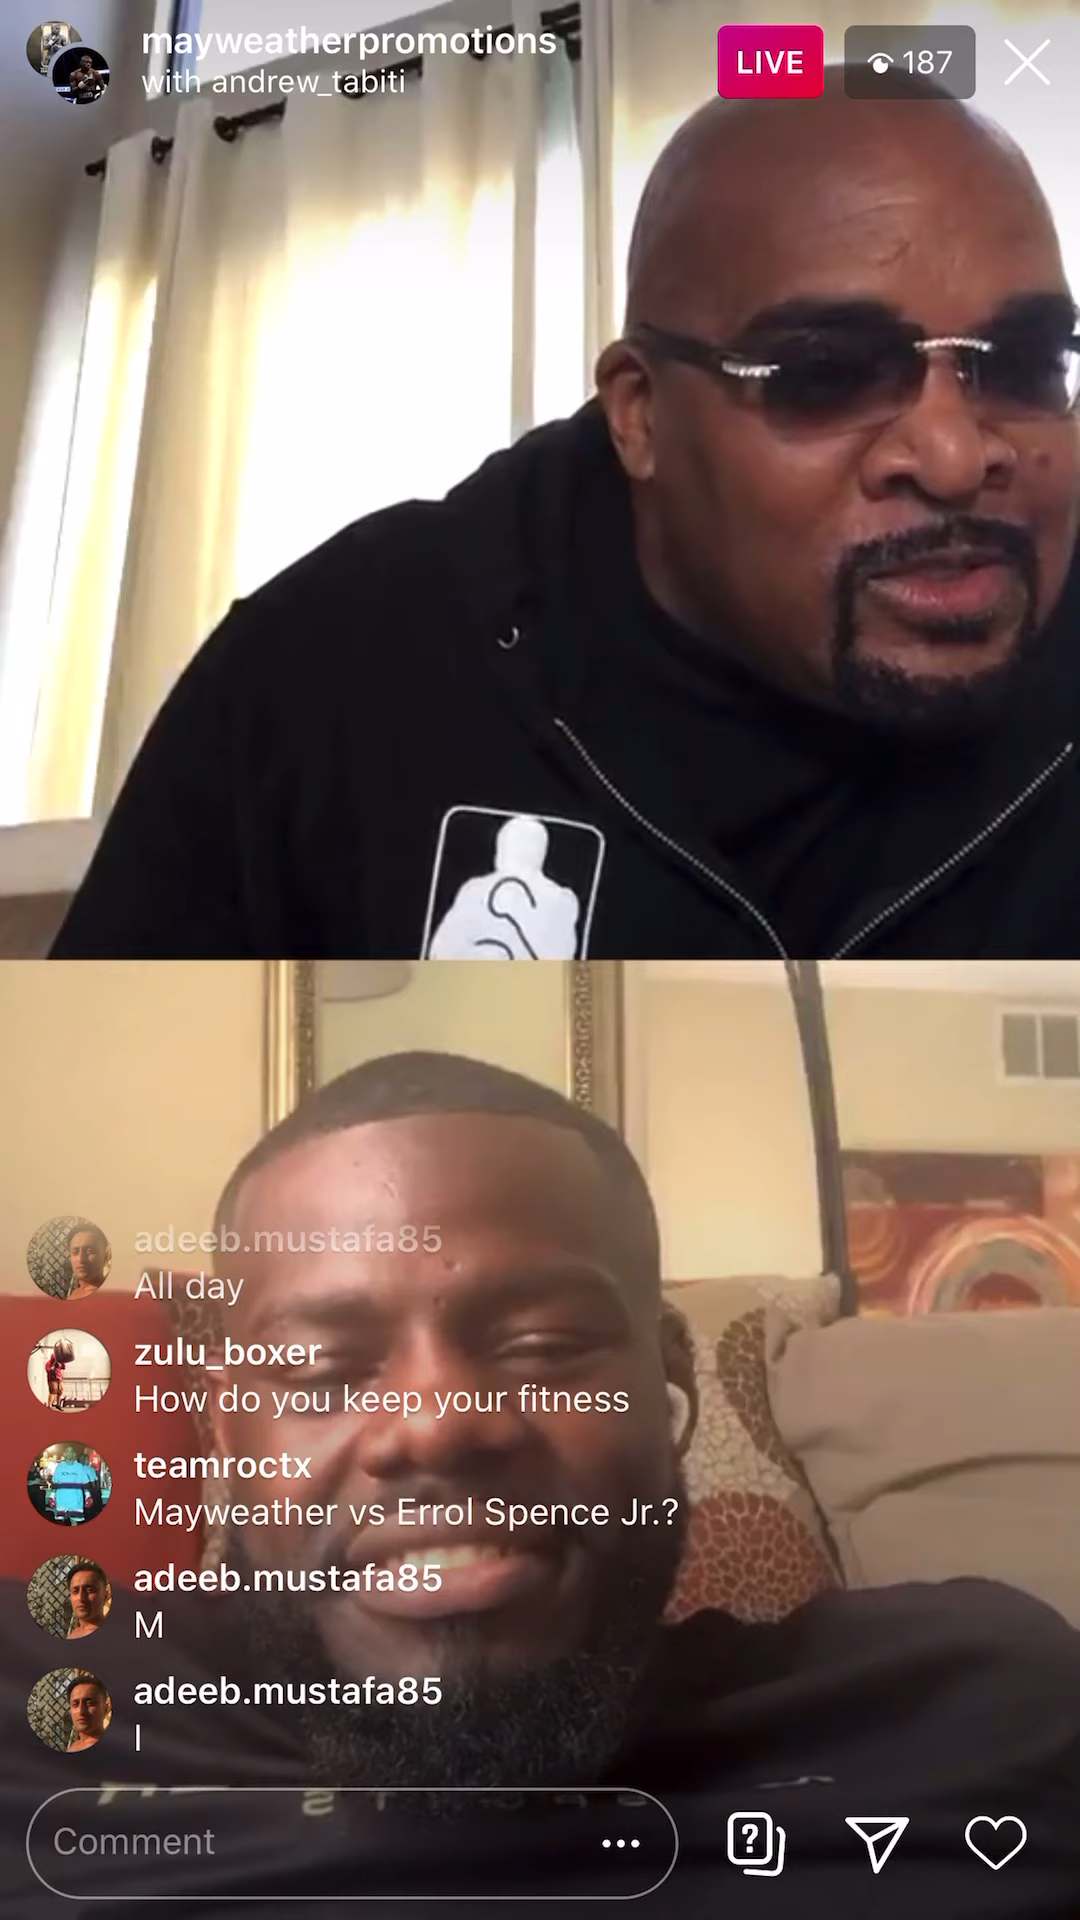 mayweatherpromotions
with andrew_tabiti
LIVE
187
adeeb.mustafa85
All day
zulu_boxer
How do you keep your fitness
teamroctx
Mayweather vs Errol Spence Jr.?
adeeb.mustafa85
M
adeeb.mustafa85
I
Comment